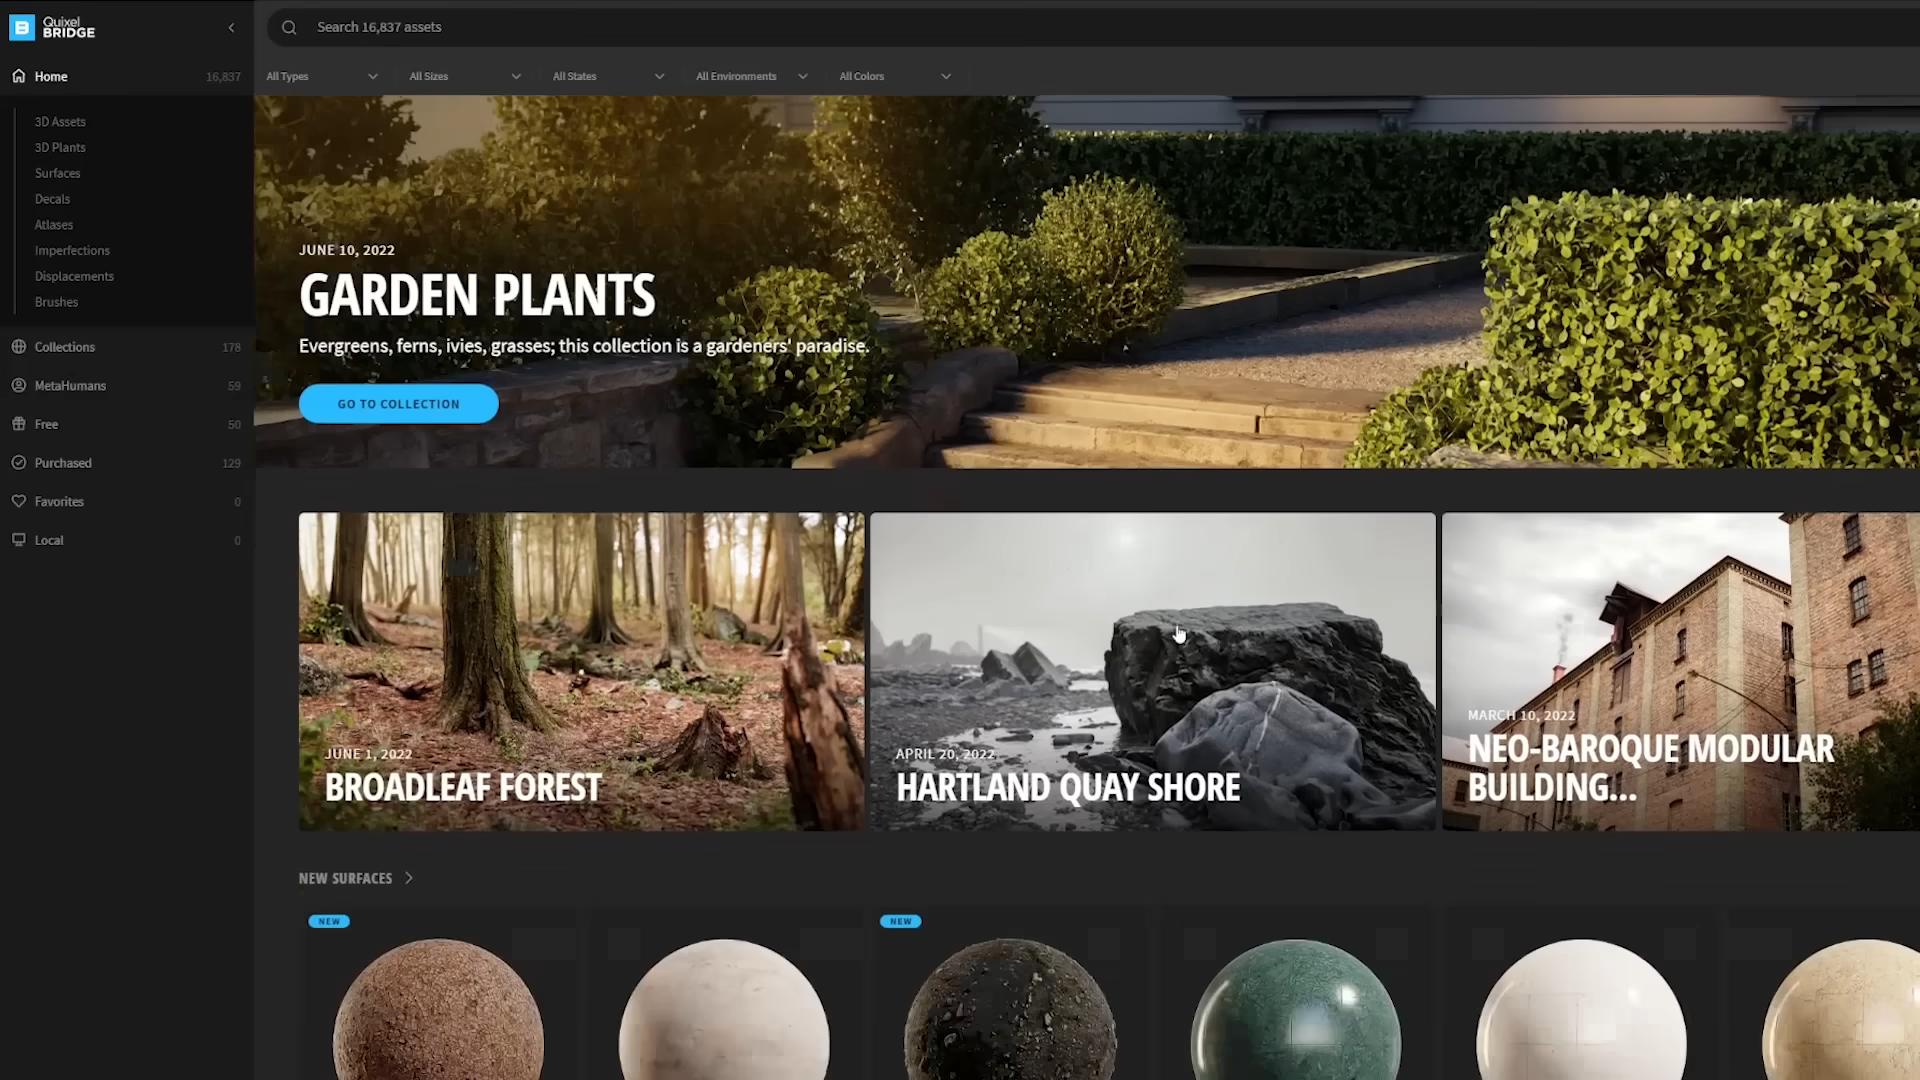 Quixel
BRIDGE
Search 16,837 assets
Home 16,837
All Types
All Sizes
All States
All Environments
All Colors
3D Assets
3D Plants
Surfaces
Decals
Atlases
Imperfections
Displacements
Brushes
Collections 178
MetaHumans 59
Free 50
Purchased 129
Favorites 0
Local 0
JUNE 10, 2022
GARDEN PLANTS
Evergreens, ferns, ivies, grasses; this collection is a gardeners' paradise.
GO TO COLLECTION
JUNE 1, 2022
BROADLEAF FOREST
APRIL 20, 2022
HARTLAND QUAY SHORE
MARCH 10, 2022
NEO-BAROQUE MODULAR
BUILDING...
NEW SURFACES
NEW
NEW